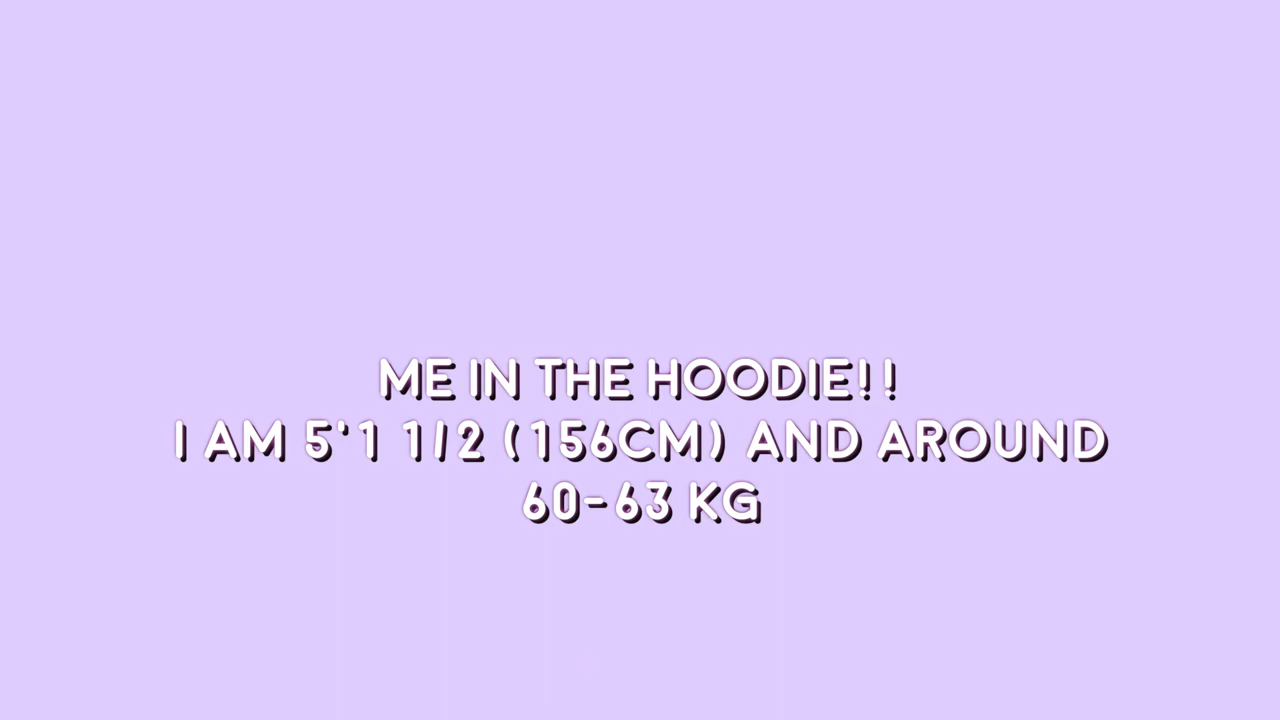 ME IN THE HOODIE!!
I AM 5'1 1/2 (156CM) AND AROUND
60-63 KG